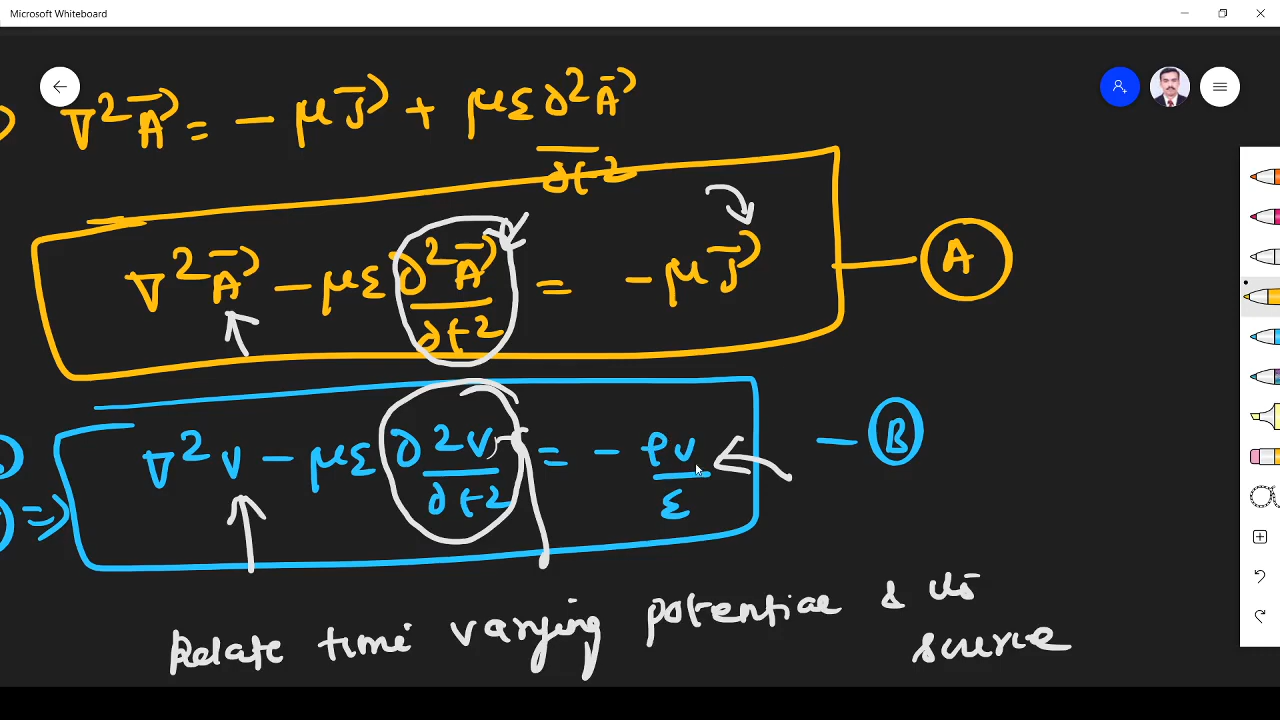 Microsoft Whiteboard
∇²A⃗ = - μJ⃗ + με ∂²A⃗/∂t²
∇²A⃗ - με ∂²A⃗/∂t² = - μJ⃗ — A
∇²V - με ∂²V/∂t² = - ρv/ε — B
=>
Relate time varying potential & its
source